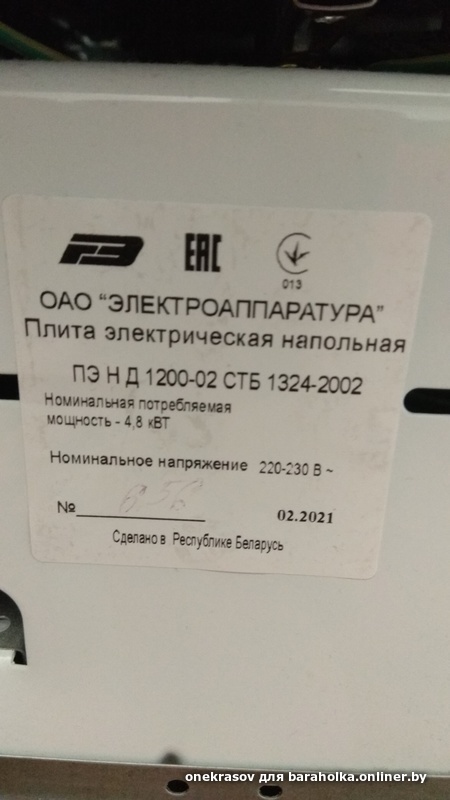 РЭ ЕАС
013
ОАО "ЭЛЕКТРОАППАРАТУРА"
Плита электрическая напольная
ПЭ Н Д 1200-02 СТБ 1324-2002
Номинальная потребляемая
мощность - 4,8 кВт
Номинальное напряжение 220-230 В ~
№
02.2021
Сделано в Республике Беларусь
onekrasov для baraholka.onliner.by